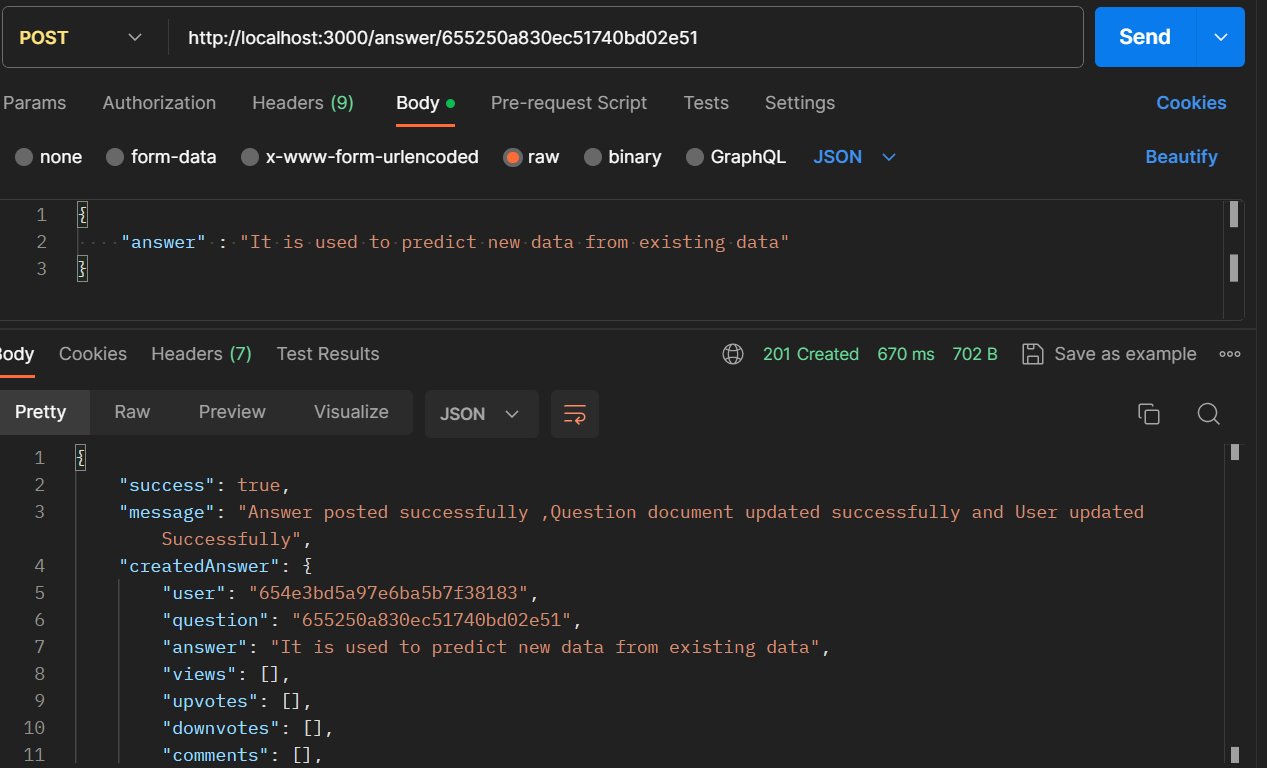 POST http://localhost:3000/answer/655250a830ec51740bd02e51 Send
Params Authorization Headers (9) Body Pre-request Script Tests Settings Cookies
none form-data x-www-form-urlencoded raw binary GraphQL JSON Beautify
1 {
2 "answer" : "It is used to predict new data from existing data"
3 }
Body Cookies Headers (7) Test Results 201 Created 670 ms 702 B Save as example
Pretty Raw Preview Visualize JSON
1 {
2 "success": true,
3 "message": "Answer posted successfully ,Question document updated successfully and User updated
Successfully",
4 "createdAnswer": {
5 "user": "654e3bd5a97e6ba5b7f38183",
6 "question": "655250a830ec51740bd02e51",
7 "answer": "It is used to predict new data from existing data",
8 "views": [],
9 "upvotes": [],
10 "downvotes": [],
11 "comments": [],